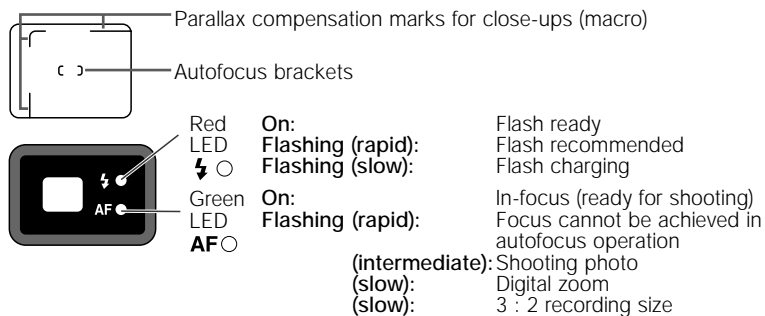 Parallax compensation marks for close-ups (macro)
Autofocus brackets
Red On: Flash ready
LED Flashing (rapid): Flash recommended
Flashing (slow): Flash charging
AF
Green On: In-focus (ready for shooting)
LED Flashing (rapid): Focus cannot be achieved in
AF autofocus operation
(intermediate): Shooting photo
(slow): Digital zoom
(slow): 3 : 2 recording size